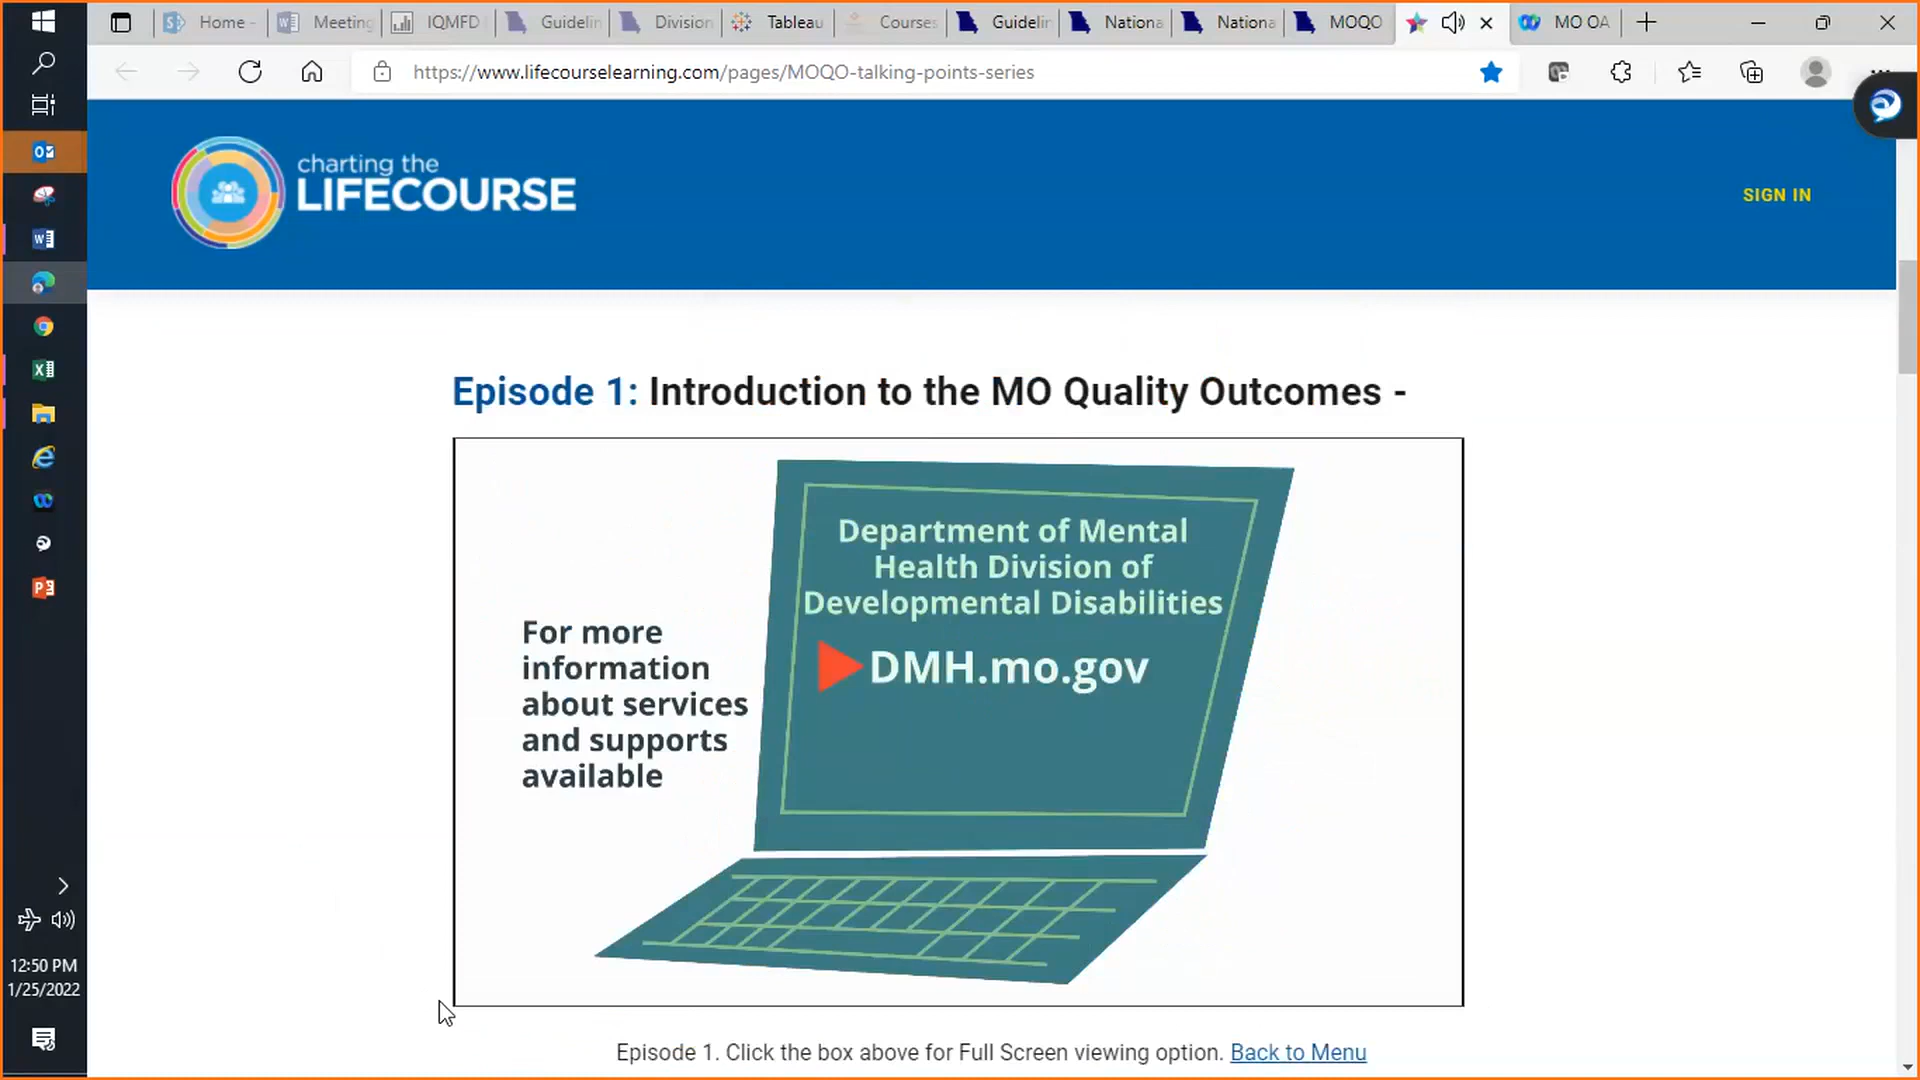 Home -
Meeting
IQMFD
Guidelin
Division
Tableau
Courses
Guidelin
Nationa
Nationa
MOQO
MO OA
https://www.lifecourselearning.com/pages/MOQO-talking-points-series
charting the
LIFECOURSE
SIGN IN
Episode 1: Introduction to the MO Quality Outcomes -
Department of Mental
Health Division of
Developmental Disabilities
DMH.mo.gov
For more
information
about services
and supports
available
Episode 1. Click the box above for Full Screen viewing option. Back to Menu
12:50 PM
1/25/2022